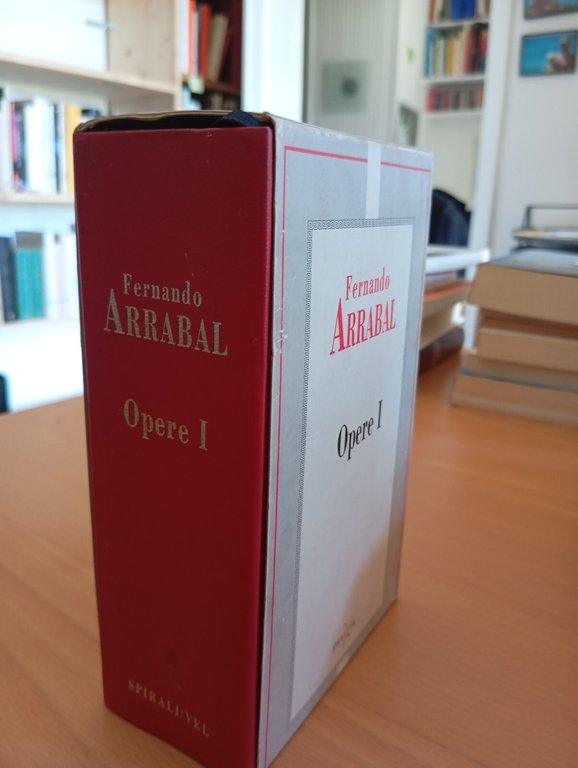 Fernando
ARRABAL
Opere I
SPIRALI/VEL
Fernando
ARRABAL
Opere I